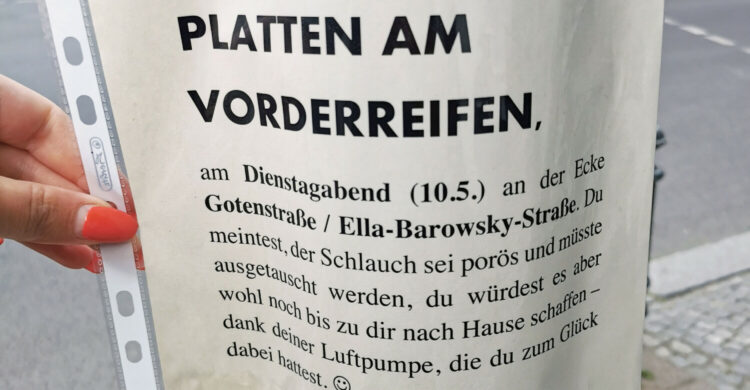 PLATTEN AM
VORDERREIFEN,
am Dienstagabend (10.5.) an der Ecke
Gotenstraße / Ella-Barowsky-Straße. Du
meintest, der Schlauch sei porös und müsste
ausgetauscht werden, du würdest es aber
wohl noch bis zu dir nach Hause schaffen –
dank deiner Luftpumpe, die du zum Glück
dabei hattest. ☺